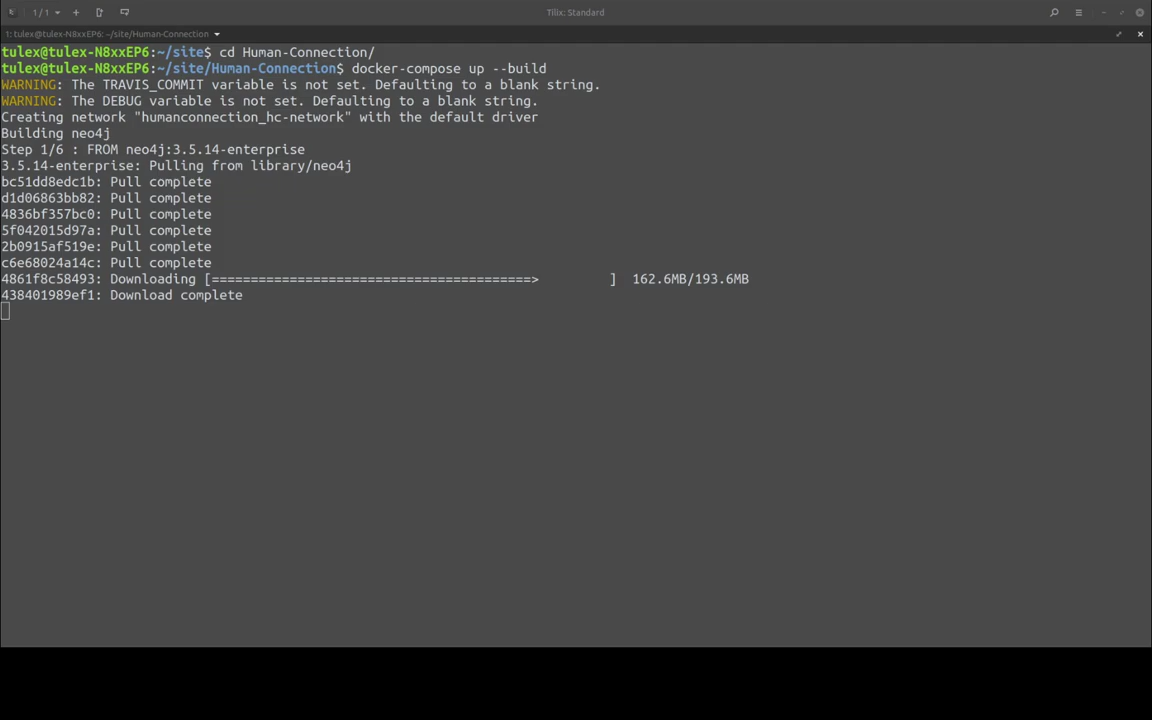 1/1
Tilix: Standard
1: tulex@tulex-N8xxEP6: ~/site/Human-Connection
tulex@tulex-N8xxEP6:~/site$ cd Human-Connection/
tulex@tulex-N8xxEP6:~/site/Human-Connection$ docker-compose up --build
WARNING: The TRAVIS_COMMIT variable is not set. Defaulting to a blank string.
WARNING: The DEBUG variable is not set. Defaulting to a blank string.
Creating network "humanconnection_hc-network" with the default driver
Building neo4j
Step 1/6 : FROM neo4j:3.5.14-enterprise
3.5.14-enterprise: Pulling from library/neo4j
bc51dd8edc1b: Pull complete
d1d06863bb82: Pull complete
4836bf357bc0: Pull complete
5f042015d97a: Pull complete
2b0915af519e: Pull complete
c6e68024a14c: Pull complete
4861f8c58493: Downloading [=========================================>         ]  162.6MB/193.6MB
438401989ef1: Download complete